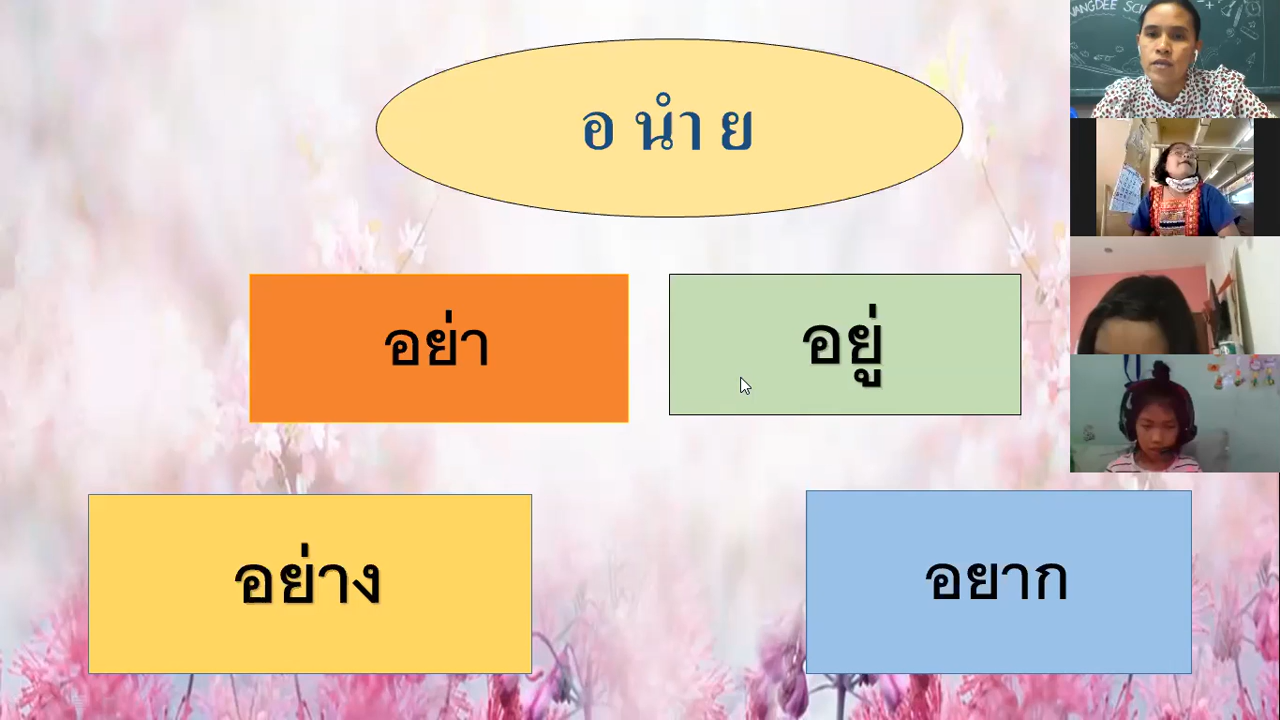 อ นำ ย
อย่า
อยู่
อย่าง
อยาก